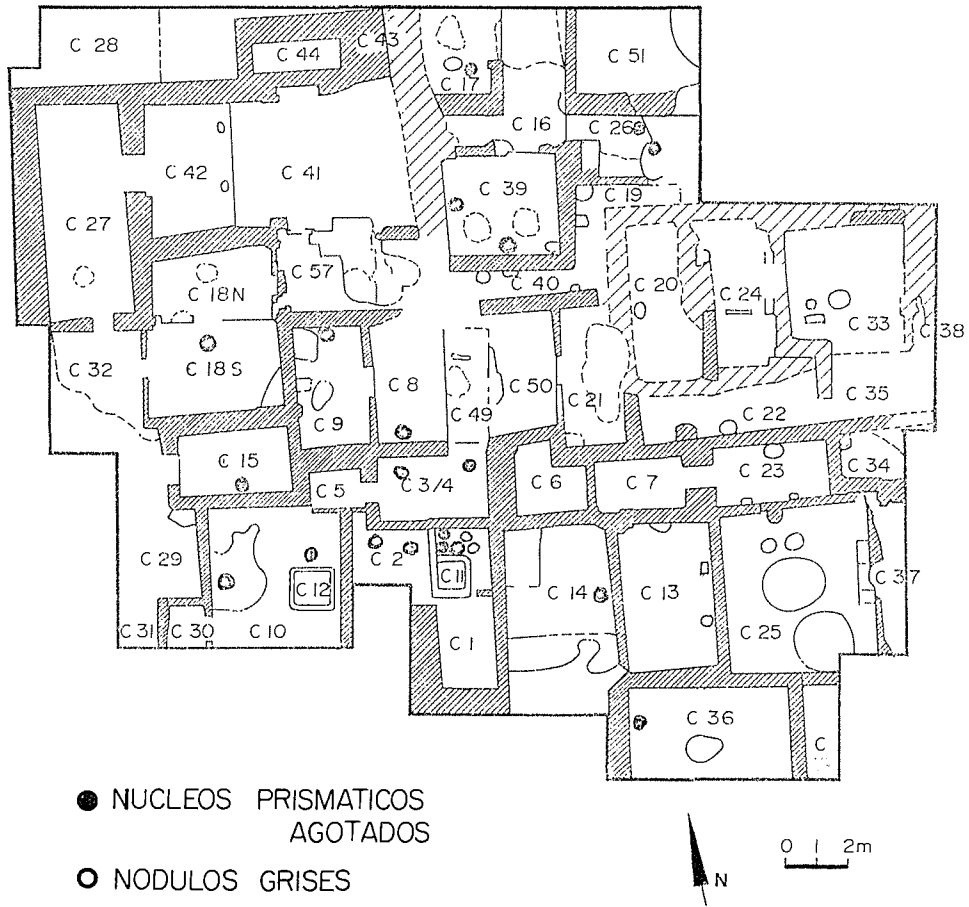 C 28
C 44
C 43
C 17
C 51
C 16
C 26
C 42
C 41
C 39
C 19
C 27
C 57
C 40
C 20
C 24
C 18N
C 33
C 38
C 32
C 18S
C 8
C 50
C 21
C 35
C 9
C 49
C 22
C 15
C 5
C 3/4
C 6
C 7
C 23
C 34
C 29
C 2
C 11
C 12
C 14
C 13
C 37
C 31
C 30
C 10
C 1
C 25
C 36
C
NUCLEOS PRISMATICOS
AGOTADOS
NODULOS GRISES
N
0 1 2m